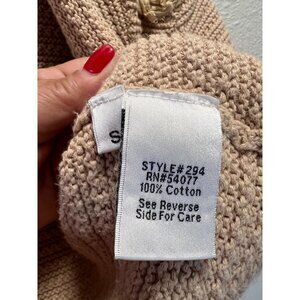 S
STYLE# 294
RN#54077
100% Cotton
See Reverse
Side For Care